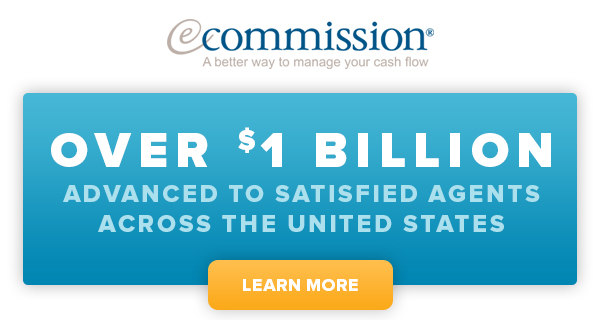 ecommission®
A better way to manage your cash flow
OVER $1 BILLION
ADVANCED TO SATISFIED AGENTS
ACROSS THE UNITED STATES
LEARN MORE